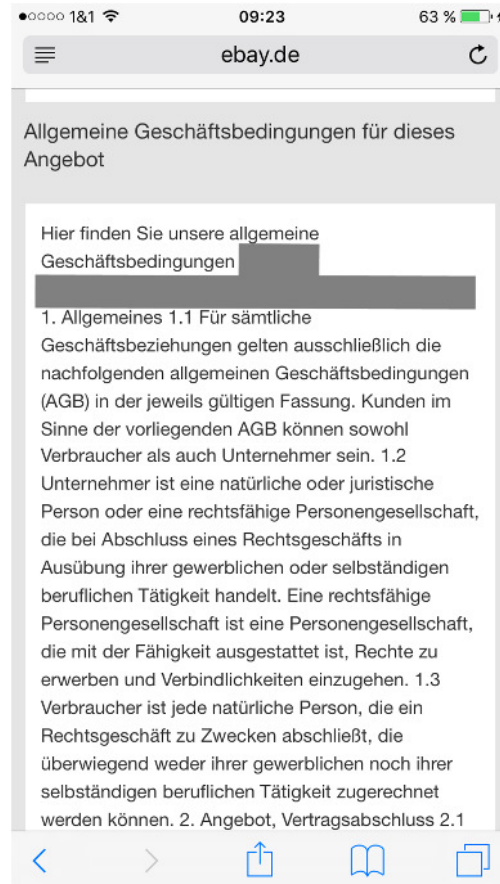 1&1
09:23
63 %
ebay.de
Allgemeine Geschäftsbedingungen für dieses
Angebot
Hier finden Sie unsere allgemeine
Geschäftsbedingungen
1. Allgemeines 1.1 Für sämtliche
Geschäftsbeziehungen gelten ausschließlich die
nachfolgenden allgemeinen Geschäftsbedingungen
(AGB) in der jeweils gültigen Fassung. Kunden im
Sinne der vorliegenden AGB können sowohl
Verbraucher als auch Unternehmer sein. 1.2
Unternehmer ist eine natürliche oder juristische
Person oder eine rechtsfähige Personengesellschaft,
die bei Abschluss eines Rechtsgeschäfts in
Ausübung ihrer gewerblichen oder selbständigen
beruflichen Tätigkeit handelt. Eine rechtsfähige
Personengesellschaft ist eine Personengesellschaft,
die mit der Fähigkeit ausgestattet ist, Rechte zu
erwerben und Verbindlichkeiten einzugehen. 1.3
Verbraucher ist jede natürliche Person, die ein
Rechtsgeschäft zu Zwecken abschließt, die
überwiegend weder ihrer gewerblichen noch ihrer
selbständigen beruflichen Tätigkeit zugerechnet
werden können. 2. Angebot, Vertragsabschluss 2.1